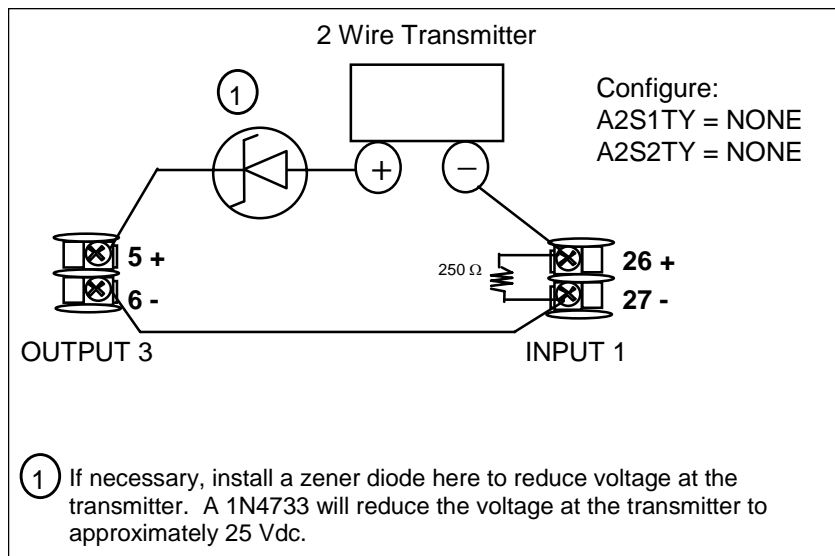 2 Wire Transmitter
1
Configure:
A2S1TY = NONE
A2S2TY = NONE
+
−
5 +
6 -
250 Ω
26 +
27 -
OUTPUT 3
INPUT 1
1 If necessary, install a zener diode here to reduce voltage at the
transmitter. A 1N4733 will reduce the voltage at the transmitter to
approximately 25 Vdc.